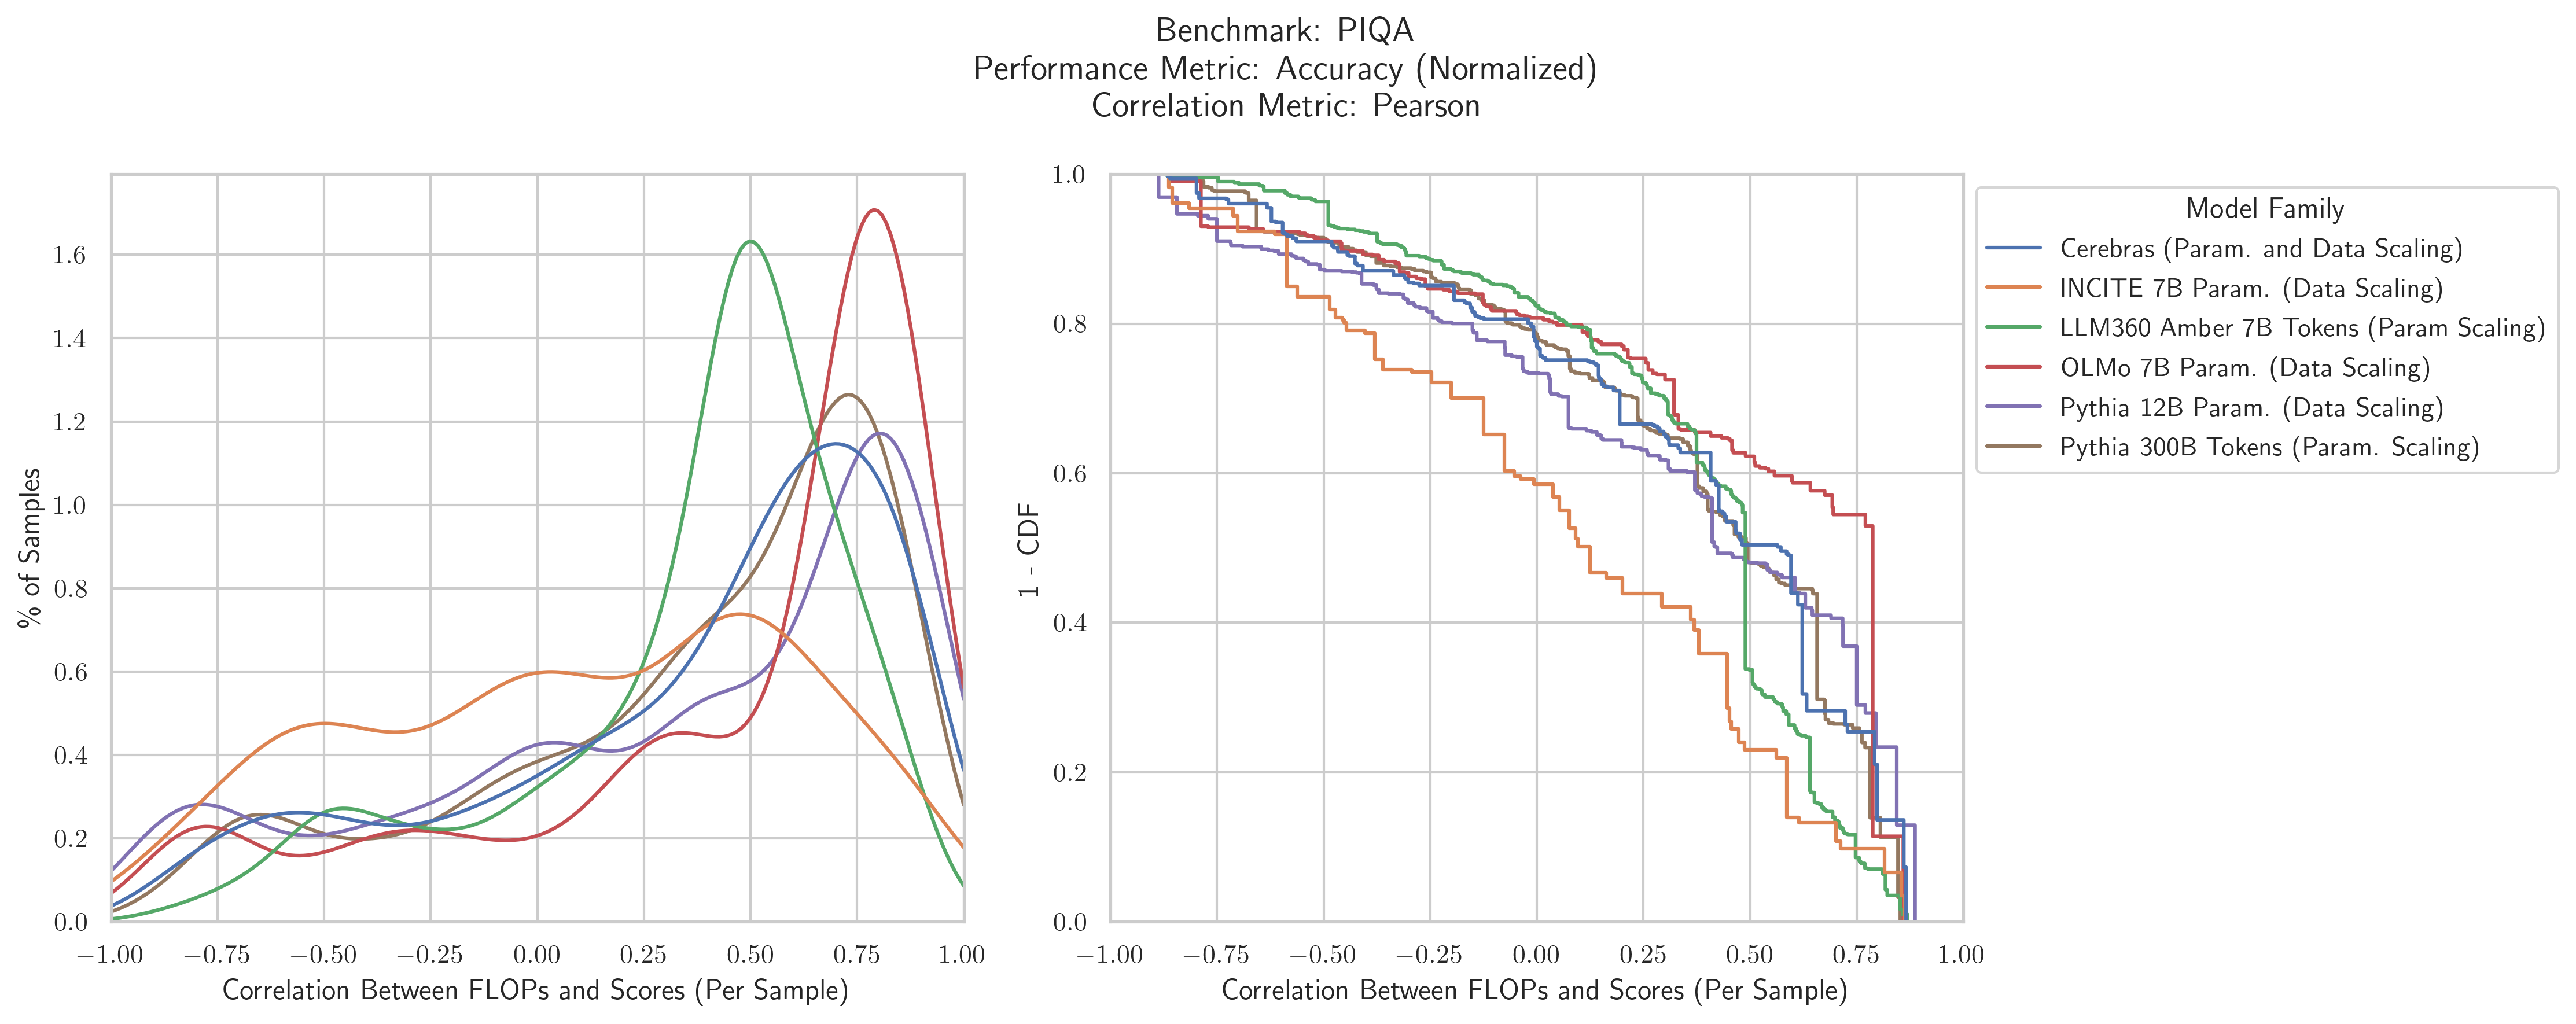 Benchmark: PIQA
Performance Metric: Accuracy (Normalized)
Correlation Metric: Pearson
% of Samples
1.6
1.4
1.2
1.0
0.8
0.6
0.4
0.2
0.0
−1.00 −0.75 −0.50 −0.25 0.00 0.25 0.50 0.75 1.00
Correlation Between FLOPs and Scores (Per Sample)
1 - CDF
1.0
0.8
0.6
0.4
0.2
0.0
−1.00 −0.75 −0.50 −0.25 0.00 0.25 0.50 0.75 1.00
Correlation Between FLOPs and Scores (Per Sample)
Model Family
Cerebras (Param. and Data Scaling)
INCITE 7B Param. (Data Scaling)
LLM360 Amber 7B Tokens (Param Scaling)
OLMo 7B Param. (Data Scaling)
Pythia 12B Param. (Data Scaling)
Pythia 300B Tokens (Param. Scaling)